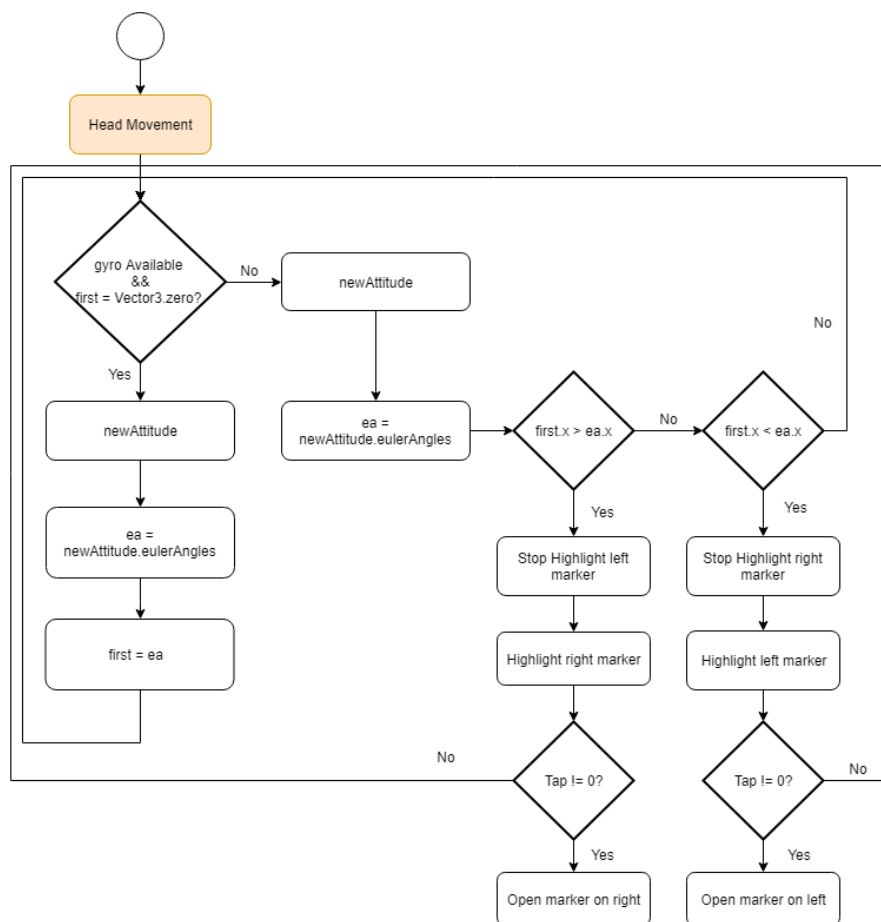 Head Movement
gyro Available
&&
first = Vector3.zero?
No
newAttitude
No
Yes
newAttitude
ea =
newAttitude.eulerAngles
first.x > ea.x
No
first.x < ea.x
ea =
newAttitude.eulerAngles
Yes
Yes
Stop Highlight left
marker
Stop Highlight right
marker
first = ea
Highlight right marker
Highlight left marker
No
Tap != 0?
Tap != 0?
No
Yes
Yes
Open marker on right
Open marker on left